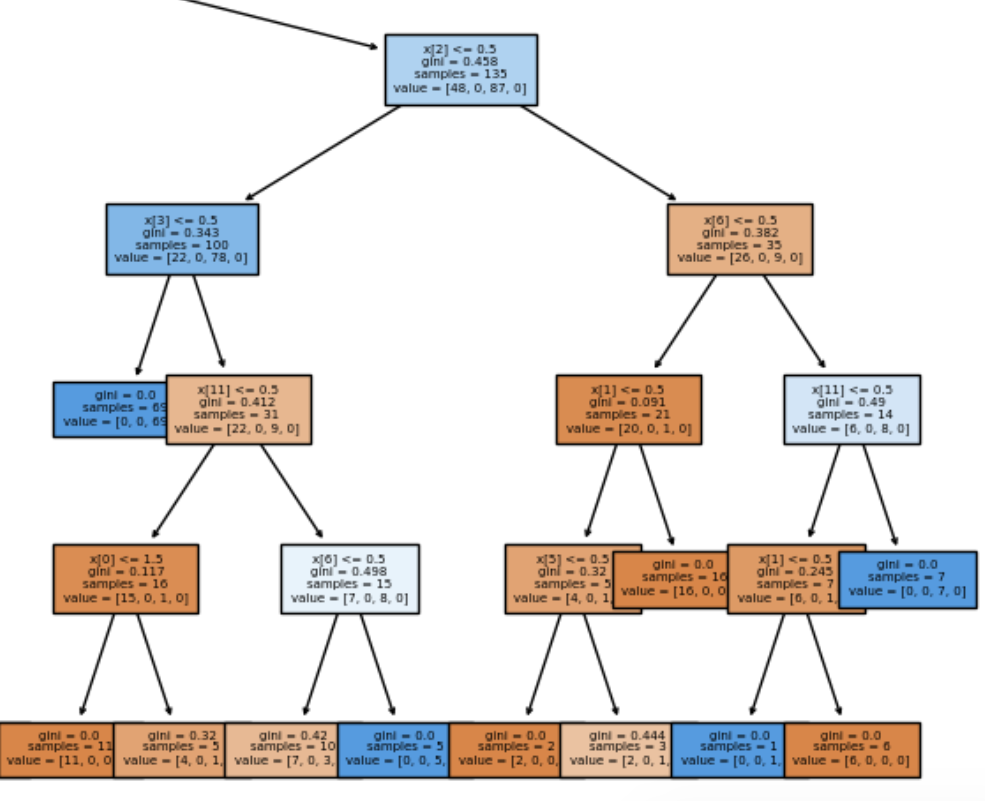 x[2] <= 0.5
gini = 0.458
samples = 135
value = [48, 0, 87, 0]
x[3] <= 0.5
gini = 0.343
samples = 100
value = [22, 0, 78, 0]
x[6] <= 0.5
gini = 0.382
samples = 35
value = [26, 0, 9, 0]
gini = 0.0
samples = 69
value = [0, 0, 69
x[11] <= 0.5
gini = 0.412
samples = 31
value = [22, 0, 9, 0]
x[1] <= 0.5
gini = 0.091
samples = 21
value = [20, 0, 1, 0]
x[11] <= 0.5
gini = 0.49
samples = 14
value = [6, 0, 8, 0]
x[0] <= 1.5
gini = 0.117
samples = 16
value = [15, 0, 1, 0]
x[6] <= 0.5
gini = 0.498
samples = 15
value = [7, 0, 8, 0]
x[5] <= 0.5
gini = 0.32
samples = 5
value = [4, 0, 1,
gini = 0.0
samples = 16
value = [16, 0, 0
x[1] <= 0.5
gini = 0.245
samples = 7
value = [6, 0, 1,
gini = 0.0
samples = 7
value = [0, 0, 7, 0]
gini = 0.0
samples = 11
value = [11, 0, 0
gini = 0.32
samples = 5
value = [4, 0, 1,
gini = 0.42
samples = 10
value = [7, 0, 3,
gini = 0.0
samples = 5
value = [0, 0, 5,
gini = 0.0
samples = 2
value = [2, 0, 0,
gini = 0.444
samples = 3
value = [2, 0, 1,
gini = 0.0
samples = 1
value = [0, 0, 1,
gini = 0.0
samples = 6
value = [6, 0, 0, 0]